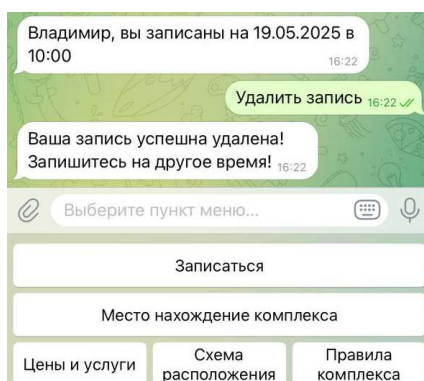 Владимир, вы записаны на 19.05.2025 в
10:00
16:22
Удалить запись 16:22
Ваша запись успешна удалена!
Запишитесь на другое время! 16:22
Выберите пункт меню...
Записаться
Место нахождение комплекса
Цены и услуги
Схема
расположения
Правила
комплекса